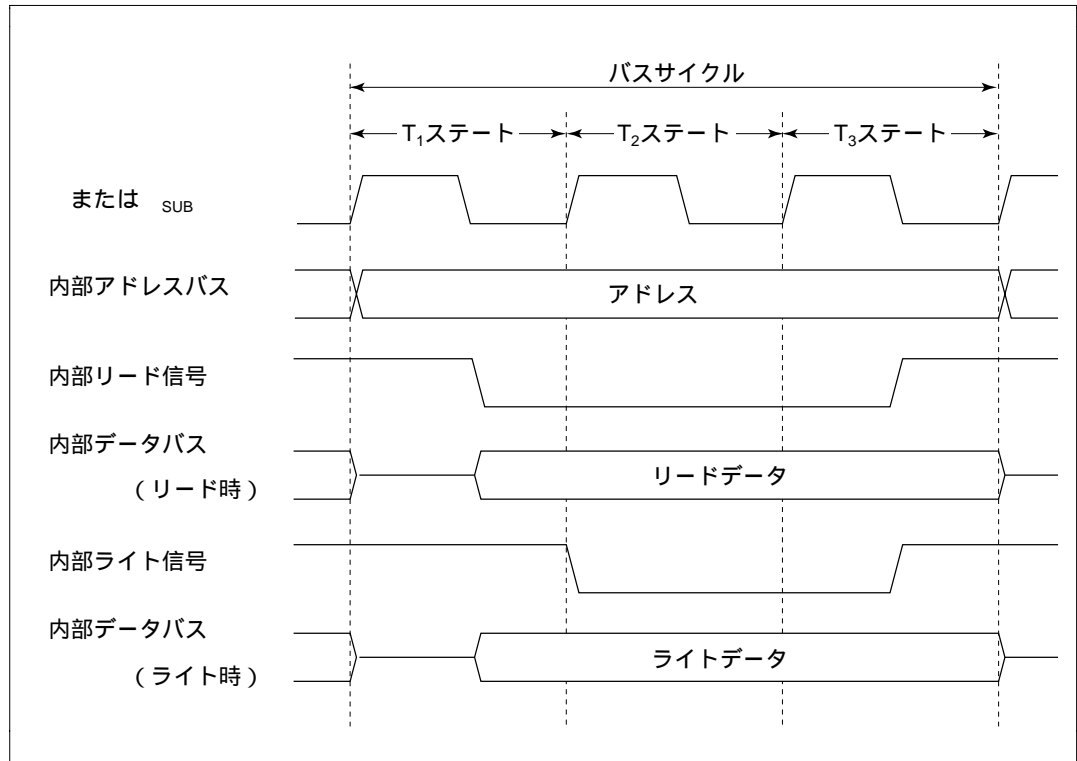 バスサイクル
T₁ステート
T₂ステート
T₃ステート
または SUB
内部アドレスバス
アドレス
内部リード信号
内部データバス
（リード時）
リードデータ
内部ライト信号
内部データバス
（ライト時）
ライトデータ